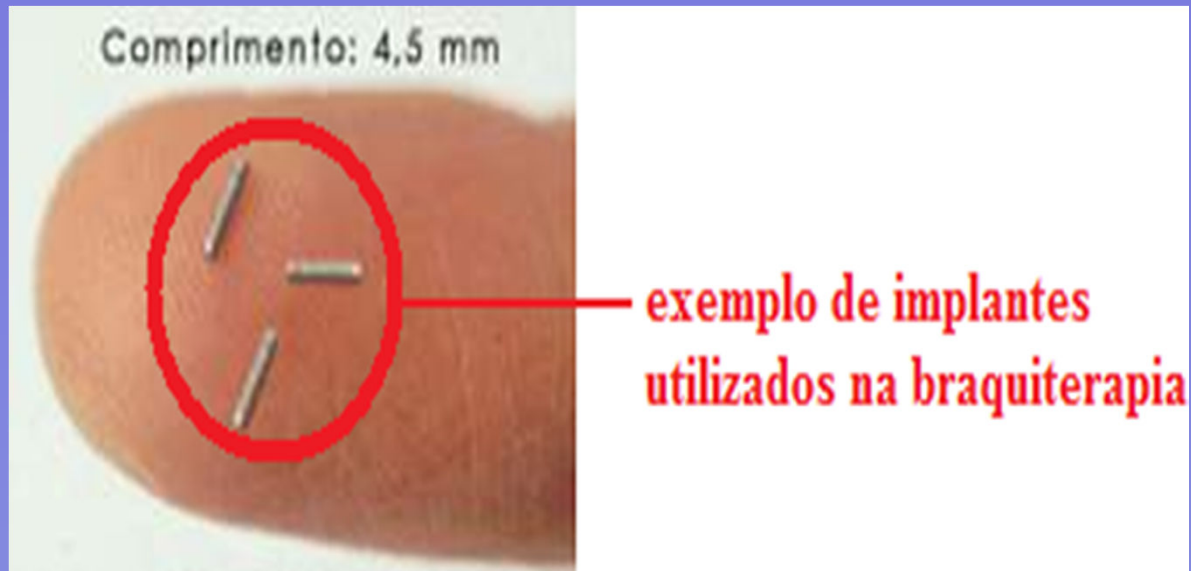 Comprimento: 4,5 mm
exemplo de implantes
utilizados na braquiterapia